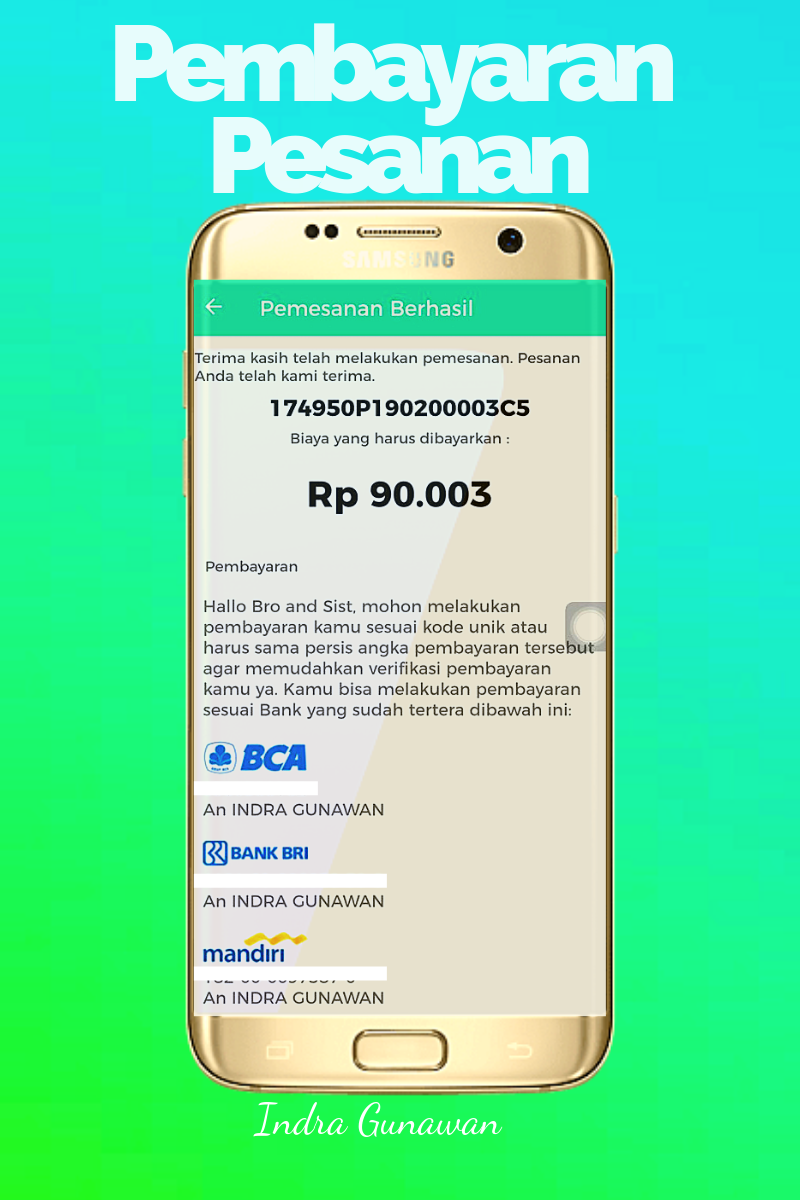 Pembayaran
Pesanan
SAMSUNG
Pemesanan Berhasil
Terima kasih telah melakukan pemesanan. Pesanan
Anda telah kami terima.
174950P190200003C5
Biaya yang harus dibayarkan :
Rp 90.003
Pembayaran
Hallo Bro and Sist, mohon melakukan
pembayaran kamu sesuai kode unik atau
harus sama persis angka pembayaran tersebut
agar memudahkan verifikasi pembayaran
kamu ya. Kamu bisa melakukan pembayaran
sesuai Bank yang sudah tertera dibawah ini:
BCA
An INDRA GUNAWAN
BANK BRI
An INDRA GUNAWAN
mandiri
An INDRA GUNAWAN
Indra Gunawan